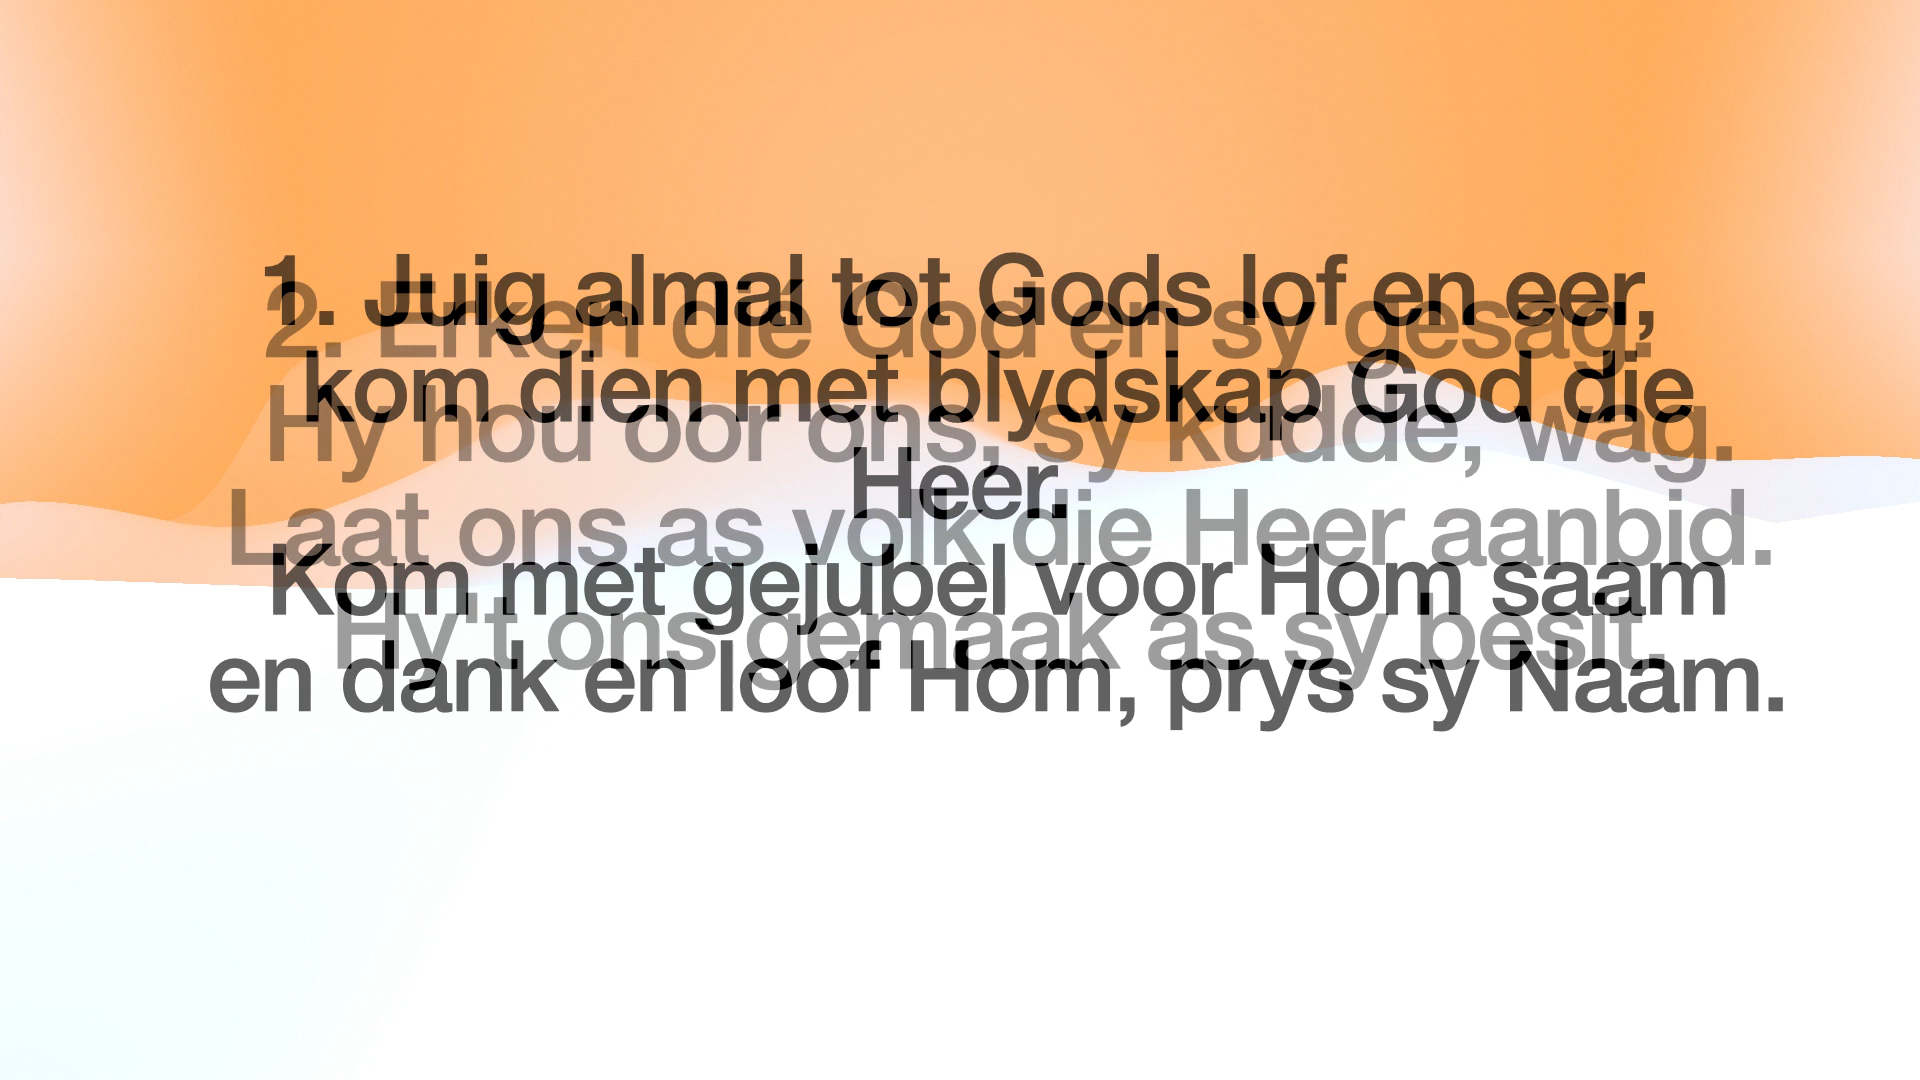 1. Juig almal tot Gods lof en eer,
kom dien met blydskap God die
Heer.
Kom met gejubel voor Hom saam
en dank en loof Hom, prys sy Naam.
2. Erken dié God en sy gesag.
Hy hou oor ons, sy kudde, wag.
Laat ons as volk die Heer aanbid.
Hy't ons gemaak as sy besit.